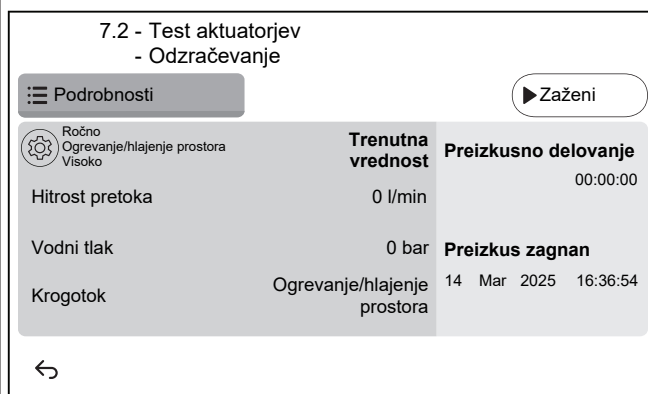 7.2 - Test aktuatorjev
- Odzračevanje
Podrobnosti
Zaženi
Ročno
Ogrevanje/hlajenje prostora
Visoko
Trenutna
vrednost
Hitrost pretoka 0 l/min
Vodni tlak 0 bar
Krogotok Ogrevanje/hlajenje
prostora
Preizkusno delovanje
00:00:00
Preizkus zagnan
14 Mar 2025 16:36:54